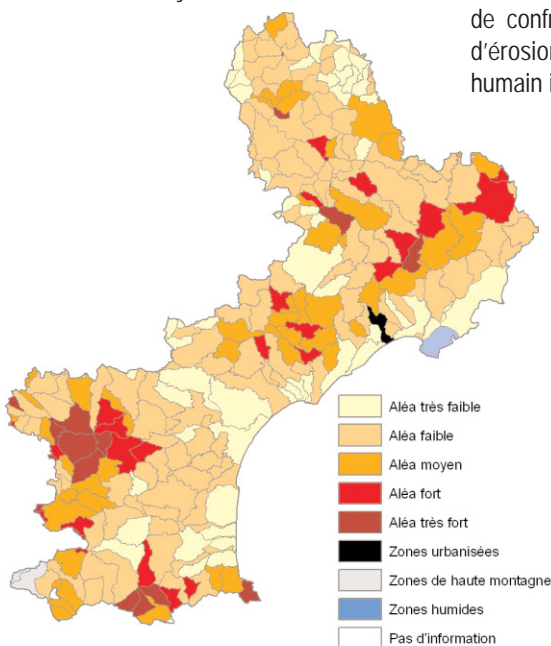 de confr
d'érosion
humain i
Aléa très faible
Aléa faible
Aléa moyen
Aléa fort
Aléa très fort
Zones urbanisées
Zones de haute montagne
Zones humides
Pas d'information